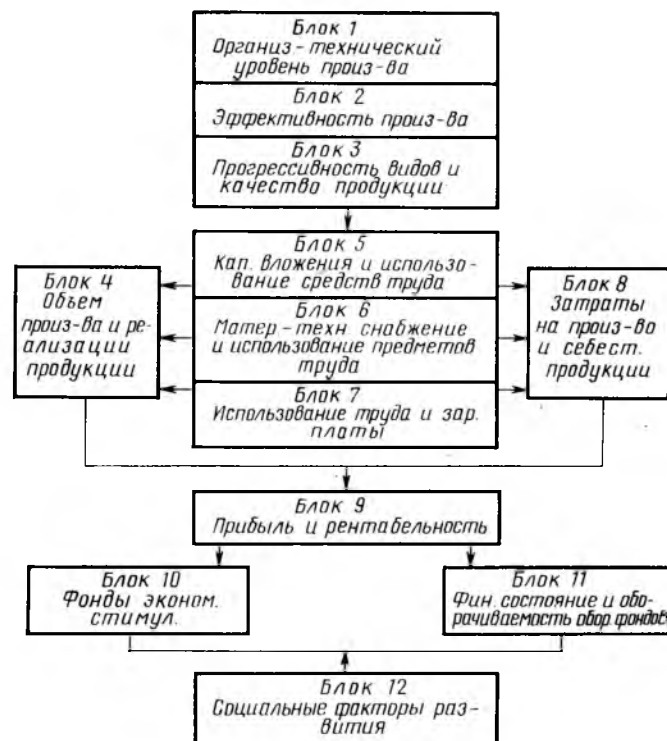 Блок 1
Организ-технический
уровень произ-ва
Блок 2
Эффективность произ-ва
Блок 3
Прогрессивность видов и
качество продукции
Блок 4
Объем
произ-ва и ре-
ализации
продукции
Блок 5
Кап. вложения и использо-
вание средств труда
Блок 6
Матер-техн снабжение
и использование предметов
труда
Блок 7
Использование труда и зар.
платы
Блок 8
Затраты
на произ-во
и себест.
продукции
Блок 9
Прибыль и рентабельность
Блок 10
Фонды эконом.
стимул.
Блок 11
Фин. состояние и обо-
рачиваемость обор. фондов
Блок 12
Социальные факторы раз-
вития